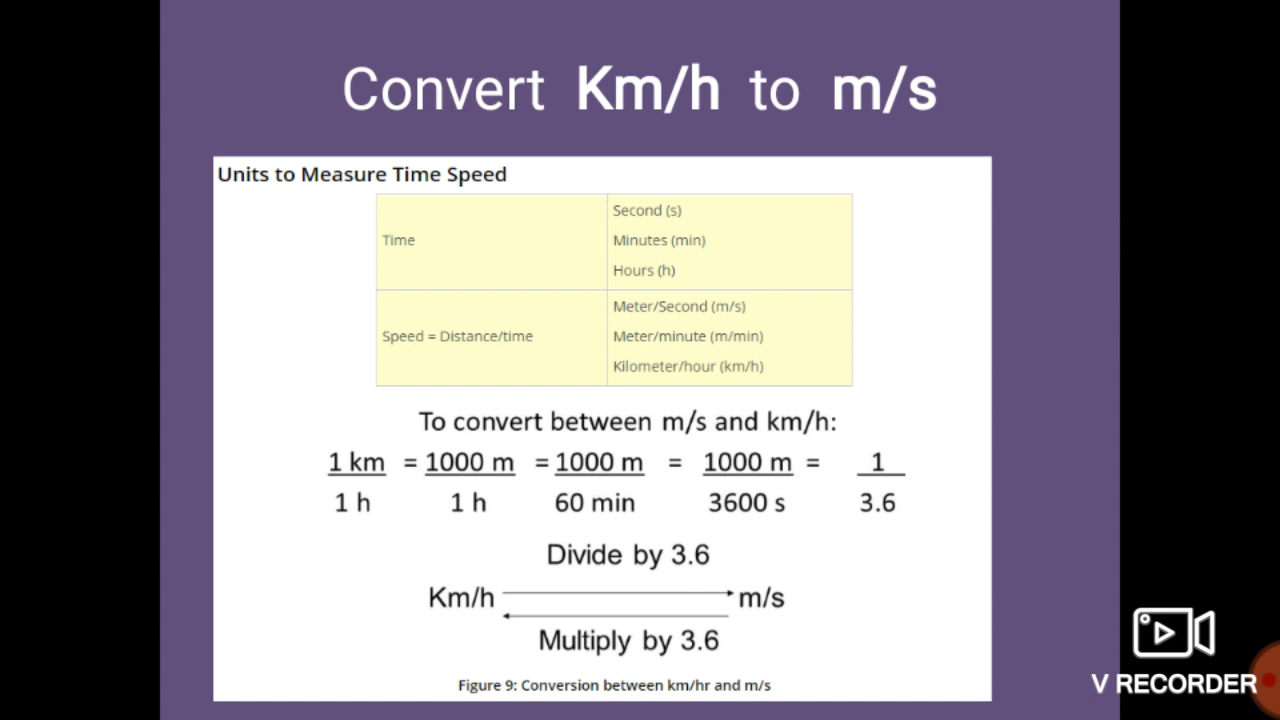 Convert Km/h to m/s
Units to Measure Time Speed
Time
Second (s)
Minutes (min)
Hours (h)
Speed = Distance/time
Meter/Second (m/s)
Meter/minute (m/min)
Kilometer/hour (km/h)
To convert between m/s and km/h:
1 km = 1000 m = 1000 m = 1000 m = 1
1 h 1 h 60 min 3600 s 3.6
Divide by 3.6
Km/h m/s
Multiply by 3.6
Figure 9: Conversion between km/hr and m/s
V RECORDER